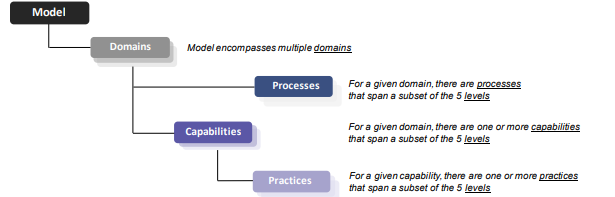 Model
Domains
Model encompasses multiple domains
Processes
For a given domain, there are processes
that span a subset of the 5 levels
Capabilities
For a given domain, there are one or more capabilities
that span a subset of the 5 levels
Practices
For a given capability, there are one or more practices
that span a subset of the 5 levels